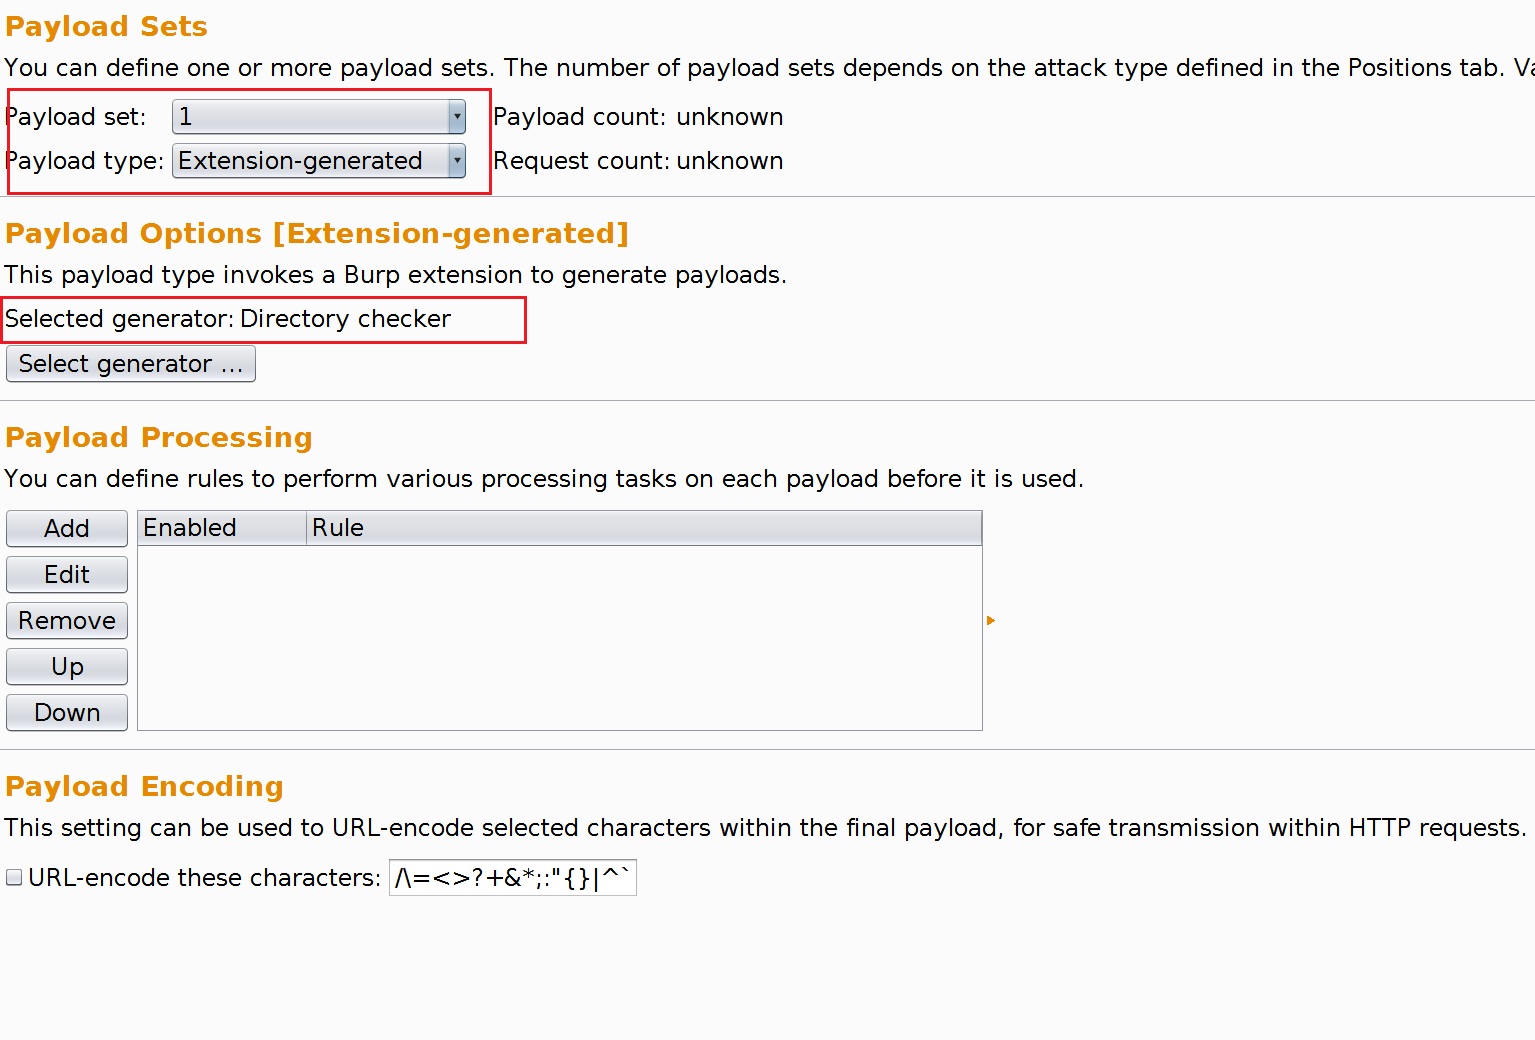 Payload Sets
You can define one or more payload sets. The number of payload sets depends on the attack type defined in the Positions tab. Va
Payload set: 1 Payload count: unknown
Payload type: Extension-generated Request count: unknown
Payload Options [Extension-generated]
This payload type invokes a Burp extension to generate payloads.
Selected generator: Directory checker
Select generator ...
Payload Processing
You can define rules to perform various processing tasks on each payload before it is used.
Add Enabled Rule
Edit
Remove
Up
Down
Payload Encoding
This setting can be used to URL-encode selected characters within the final payload, for safe transmission within HTTP requests.
URL-encode these characters: /\=<>?+&*;:"{}|^`